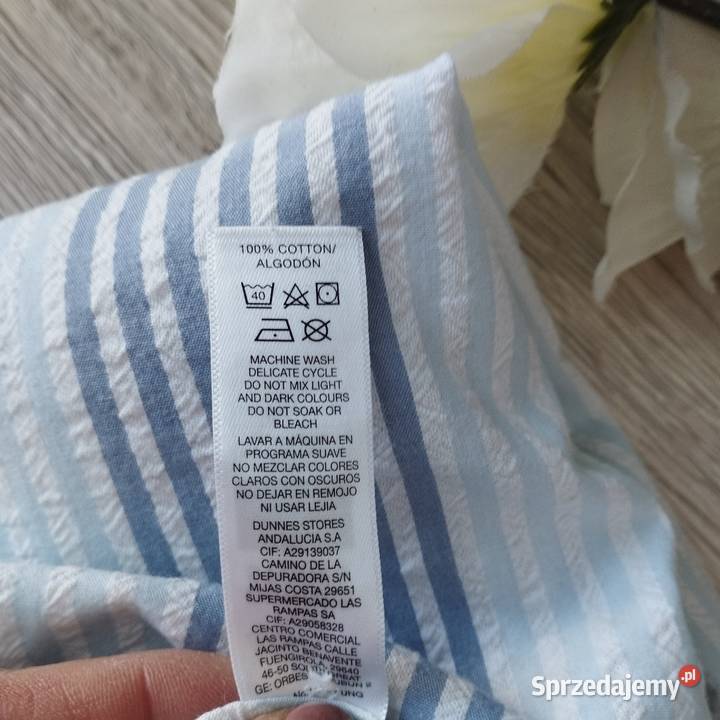 100% COTTON/
ALGODÓN
40
MACHINE WASH
DELICATE CYCLE
DO NOT MIX LIGHT
AND DARK COLOURS
DO NOT SOAK OR
BLEACH
LAVAR A MÁQUINA EN
PROGRAMA SUAVE
NO MEZCLAR COLORES
CLAROS CON OSCUROS
NO DEJAR EN REMOJO
NI USAR LEJIA
DUNNES STORES
ANDALUCIA S.A
CIF: A29139037
CAMINO DE LA
DEPURADORA S/N
MIJAS COSTA 29651
SUPERMERCADO LAS
RAMPAS SA
CIF: A29058328
CENTRO COMERCIAL
LAS RAMPAS CALLE
JACINTO BENAVENTE
FUENGIROLA 29640
46-50
Sprzedajemy.pl